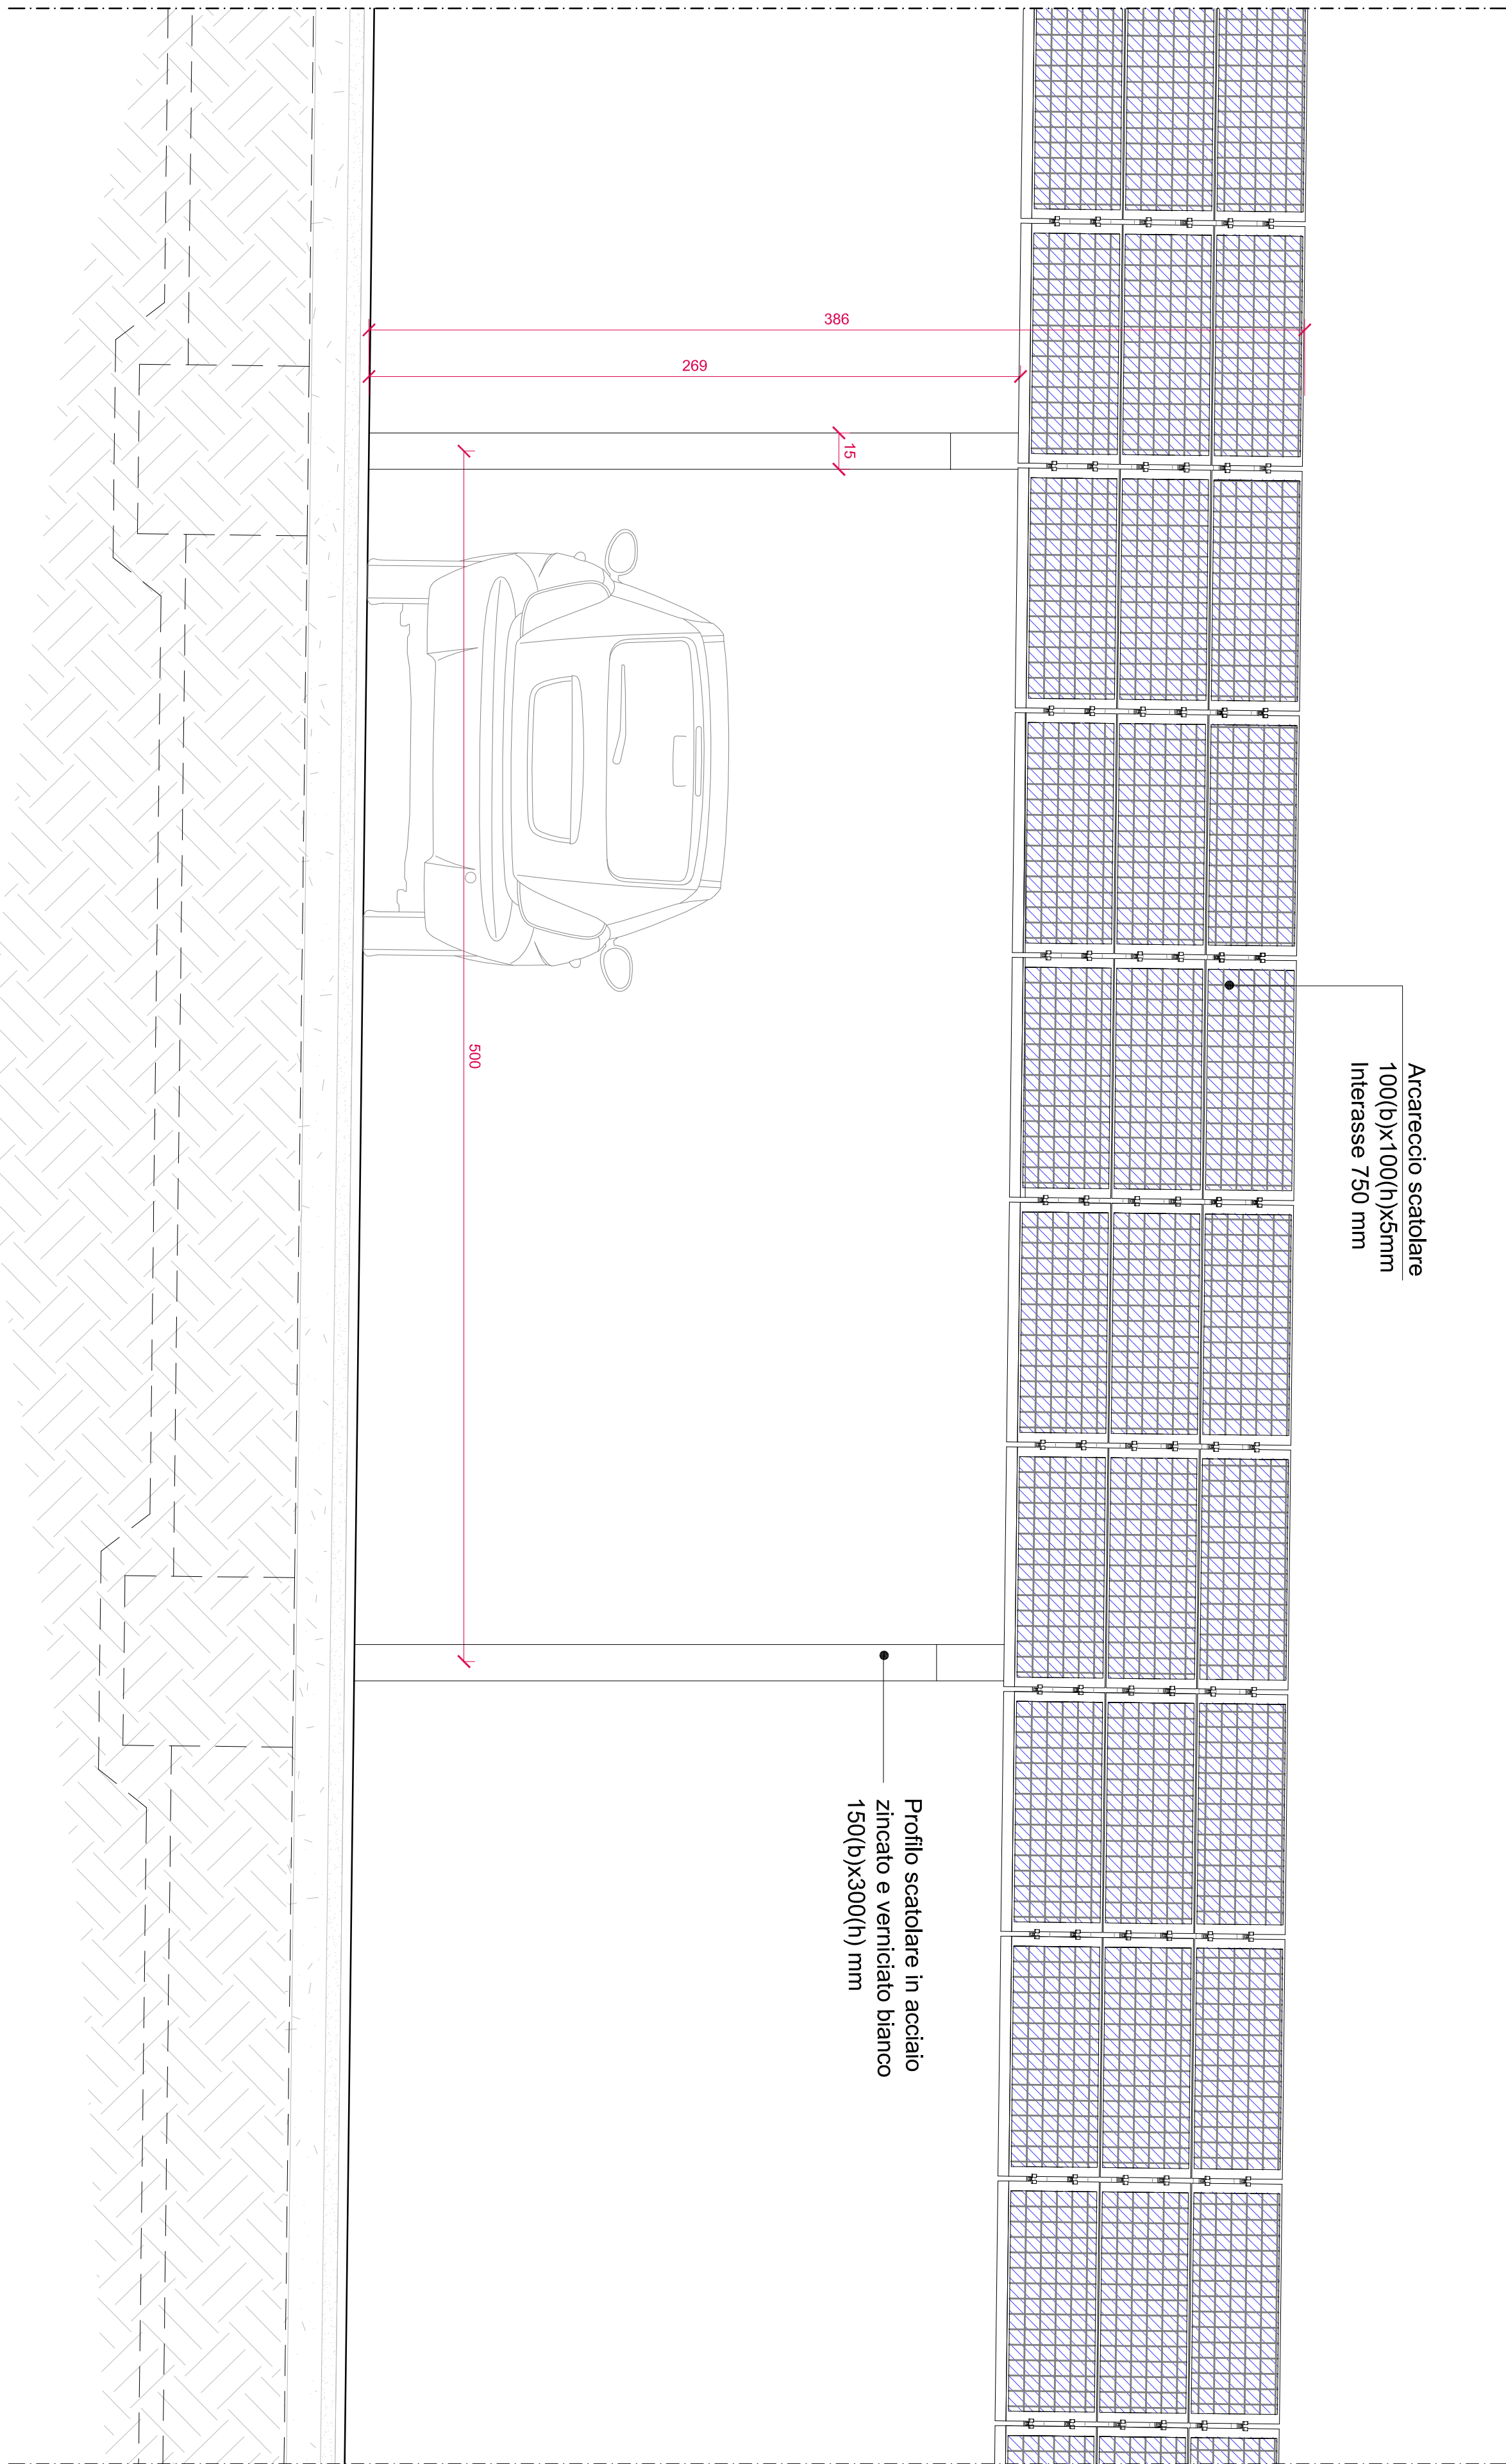 Arcareccio scatolare
100(b)x100(h)x5mm
Interasse 750 mm
386
269
15
500
Profilo scatolare in acciaio
zincato e verniciato bianco
150(b)x300(h) mm